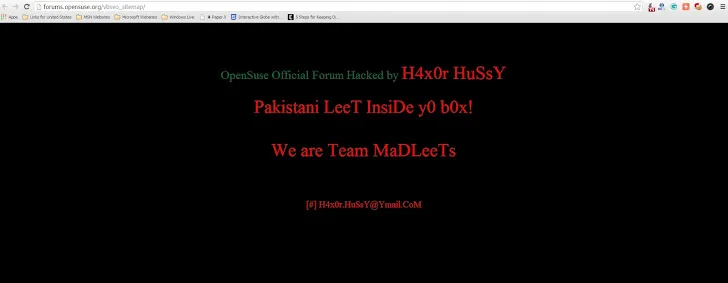 forums.opensuse.org/vbseo_sitemap/
Apps Links for United States MSN Websites Microsoft Websites Windows Live Paper.li Interactive Globe with... 5 Steps for Keeping Di...
OpenSuse Official Forum Hacked by H4x0r HuSsY
Pakistani LeeT InsiDe y0 b0x!
We are Team MaDLeeTs
[#] H4x0r.HuSsY@Ymail.CoM